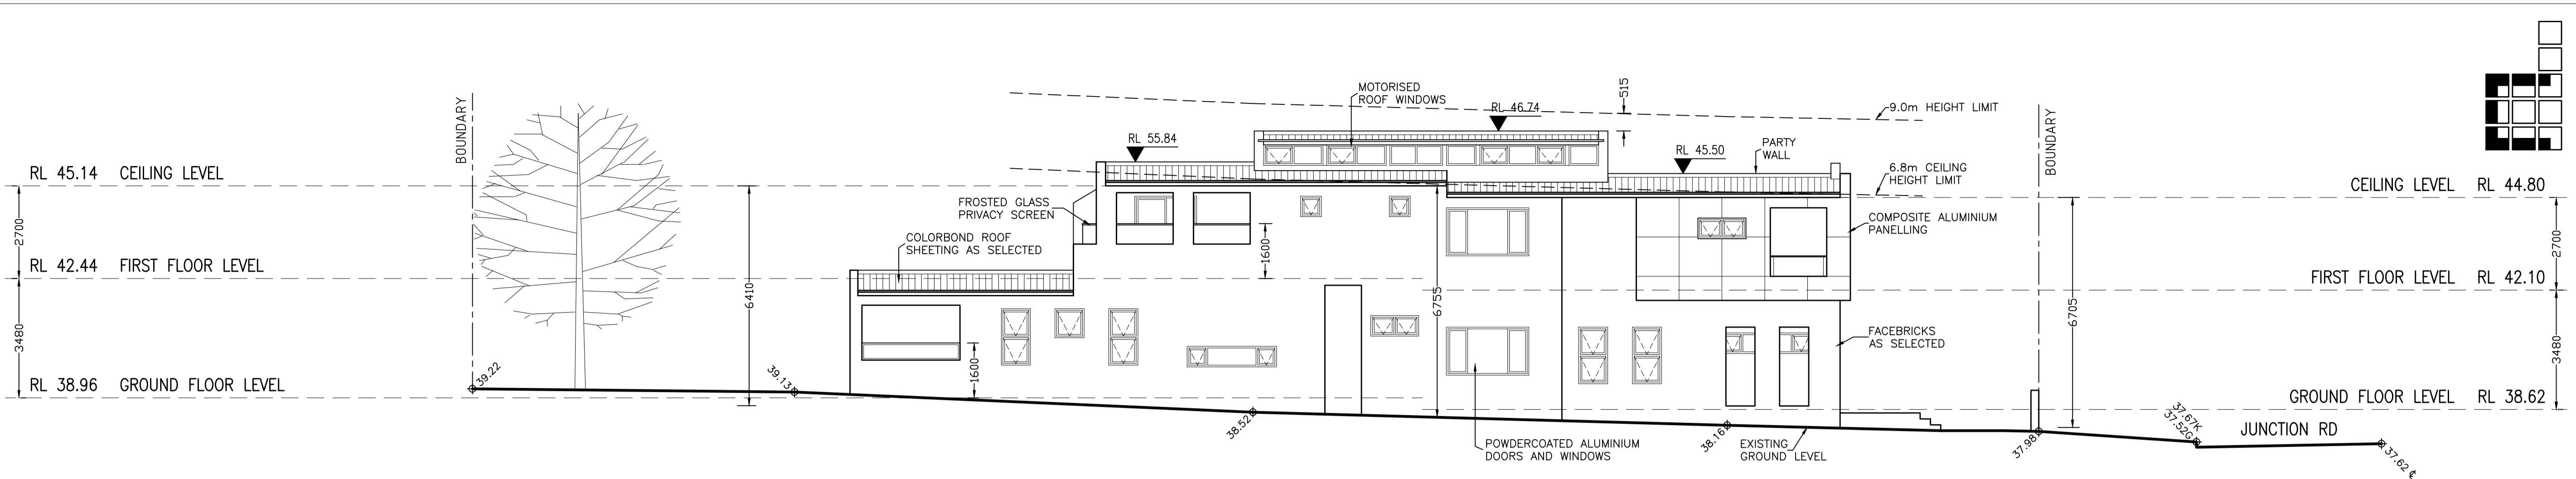 BOUNDARY
RL 45.14 CEILING LEVEL
2700
RL 42.44 FIRST FLOOR LEVEL
3480
RL 38.96 GROUND FLOOR LEVEL
39.22
39.13
6410
COLORBOND ROOF
SHEETING AS SELECTED
FROSTED GLASS
PRIVACY SCREEN
1600
RL 55.84
1600
38.52
MOTORISED
ROOF WINDOWS
RL 46.74
515
6755
RL 45.50
PARTY
WALL
9.0m HEIGHT LIMIT
6.8m CEILING
HEIGHT LIMIT
COMPOSITE ALUMINIUM
PANELLING
FACEBRICKS
AS SELECTED
POWDERCOATED ALUMINIUM
DOORS AND WINDOWS
38.16
EXISTING
GROUND LEVEL
BOUNDARY
6705
37.98
37.67K
37.52G
JUNCTION RD
37.62 ℄
CEILING LEVEL RL 44.80
2700
FIRST FLOOR LEVEL RL 42.10
3480
GROUND FLOOR LEVEL RL 38.62